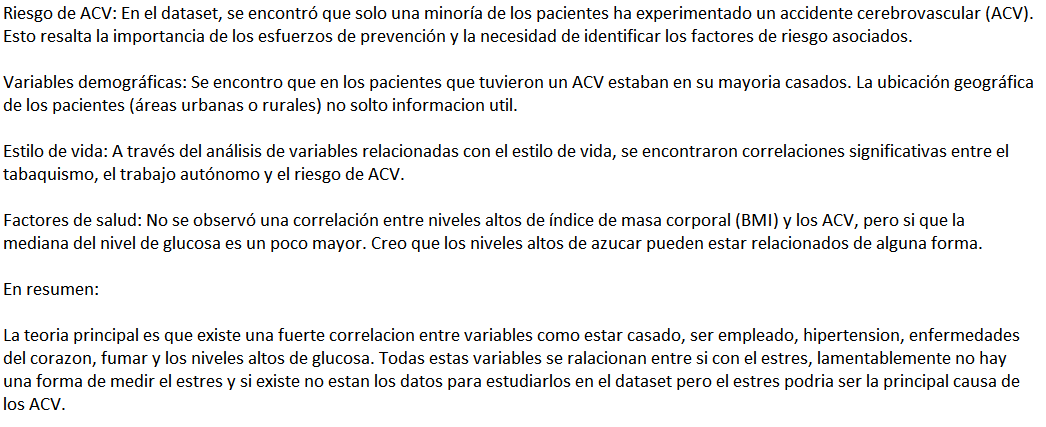 Riesgo de ACV: En el dataset, se encontró que solo una minoría de los pacientes ha experimentado un accidente cerebrovascular (ACV).
Esto resalta la importancia de los esfuerzos de prevención y la necesidad de identificar los factores de riesgo asociados.
Variables demográficas: Se encontro que en los pacientes que tuvieron un ACV estaban en su mayoria casados. La ubicación geográfica
de los pacientes (áreas urbanas o rurales) no solto informacion util.
Estilo de vida: A través del análisis de variables relacionadas con el estilo de vida, se encontraron correlaciones significativas entre el
tabaquismo, el trabajo autónomo y el riesgo de ACV.
Factores de salud: No se observó una correlación entre niveles altos de índice de masa corporal (BMI) y los ACV, pero si que la
mediana del nivel de glucosa es un poco mayor. Creo que los niveles altos de azucar pueden estar relacionados de alguna forma.
En resumen:
La teoria principal es que existe una fuerte correlacion entre variables como estar casado, ser empleado, hipertension, enfermedades
del corazon, fumar y los niveles altos de glucosa. Todas estas variables se ralacionan entre si con el estres, lamentablemente no hay
una forma de medir el estres y si existe no estan los datos para estudiarlos en el dataset pero el estres podria ser la principal causa de
los ACV.